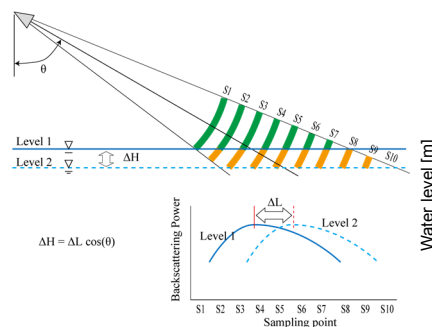 θ
S1 S2 S3 S4 S5 S6 S7 S8 S9 S10
Level 1
Level 2
ΔH
Water level [m]
ΔH = ΔL cos(θ)
Backscattering Power
ΔL
Level 1
Level 2
S1 S2 S3 S4 S5 S6 S7 S8 S9 S10
Sampling point